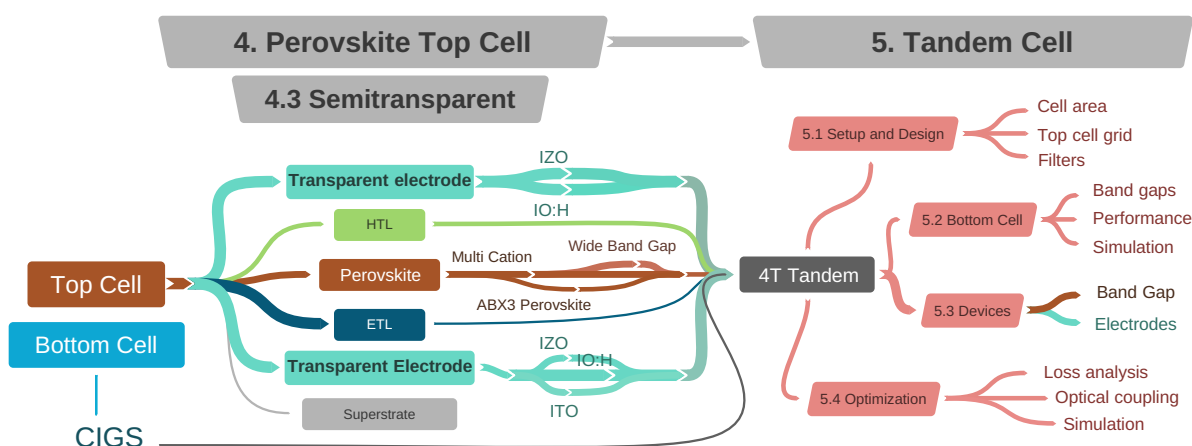 4. Perovskite Top Cell
5. Tandem Cell
4.3 Semitransparent
Top Cell
Bottom Cell
CIGS
Transparent electrode
IZO
IO:H
HTL
Perovskite
Multi Cation
Wide Band Gap
ABX3 Perovskite
ETL
Transparent Electrode
IZO
IO:H
ITO
Superstrate
4T Tandem
5.1 Setup and Design
Cell area
Top cell grid
Filters
5.2 Bottom Cell
Band gaps
Performance
Simulation
5.3 Devices
Band Gap
Electrodes
5.4 Optimization
Loss analysis
Optical coupling
Simulation